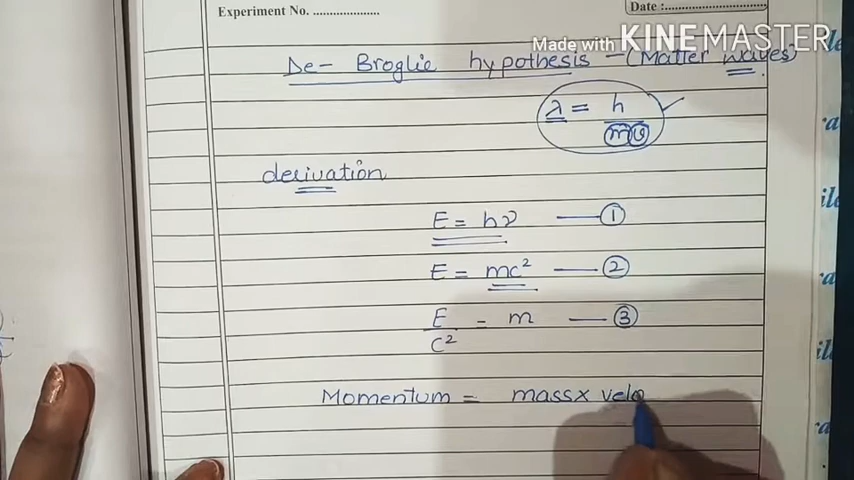 Experiment No. ....................
Date :..............................
Made with KINEMASTER
De- Broglie hypothesis - (Matter waves).
λ = h
mv
derivation
E = hν — ①
E = mc² — ②
E = m — ③
C²
Momentum = mass x velo